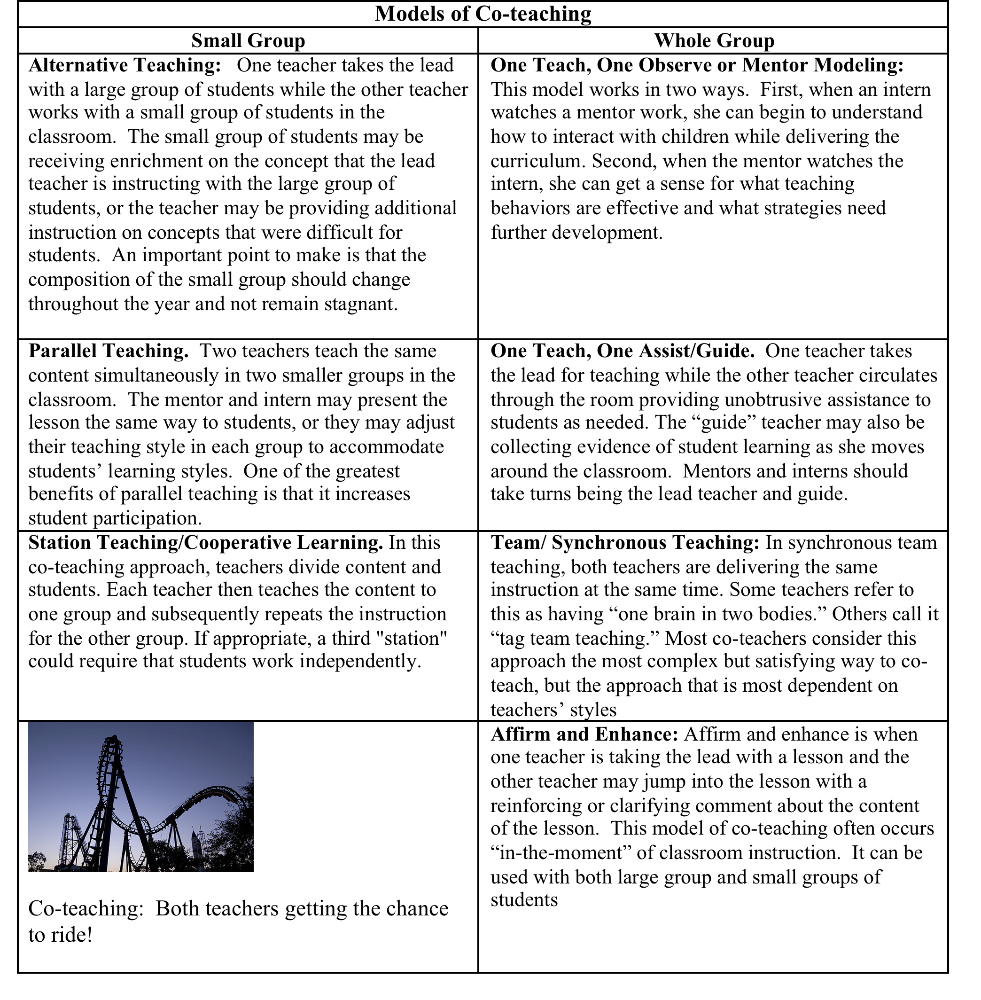 Models of Co-teaching
Small Group
Whole Group
Alternative Teaching:   One teacher takes the lead
with a large group of students while the other teacher
works with a small group of students in the
classroom.  The small group of students may be
receiving enrichment on the concept that the lead
teacher is instructing with the large group of
students, or the teacher may be providing additional
instruction on concepts that were difficult for
students.  An important point to make is that the
composition of the small group should change
throughout the year and not remain stagnant.
One Teach, One Observe or Mentor Modeling:
This model works in two ways.  First, when an intern
watches a mentor work, she can begin to understand
how to interact with children while delivering the
curriculum. Second, when the mentor watches the
intern, she can get a sense for what teaching
behaviors are effective and what strategies need
further development.
Parallel Teaching.  Two teachers teach the same
content simultaneously in two smaller groups in the
classroom.  The mentor and intern may present the
lesson the same way to students, or they may adjust
their teaching style in each group to accommodate
students’ learning styles.  One of the greatest
benefits of parallel teaching is that it increases
student participation.
One Teach, One Assist/Guide.  One teacher takes
the lead for teaching while the other teacher circulates
through the room providing unobtrusive assistance to
students as needed. The “guide” teacher may also be
collecting evidence of student learning as she moves
around the classroom.  Mentors and interns should
take turns being the lead teacher and guide.
Station Teaching/Cooperative Learning. In this
co-teaching approach, teachers divide content and
students. Each teacher then teaches the content to
one group and subsequently repeats the instruction
for the other group. If appropriate, a third "station"
could require that students work independently.
Team/ Synchronous Teaching: In synchronous team
teaching, both teachers are delivering the same
instruction at the same time. Some teachers refer to
this as having “one brain in two bodies.” Others call it
“tag team teaching.” Most co-teachers consider this
approach the most complex but satisfying way to co-
teach, but the approach that is most dependent on
teachers’ styles
Co-teaching:  Both teachers getting the chance
to ride!
Affirm and Enhance: Affirm and enhance is when
one teacher is taking the lead with a lesson and the
other teacher may jump into the lesson with a
reinforcing or clarifying comment about the content
of the lesson.  This model of co-teaching often occurs
“in-the-moment” of classroom instruction.  It can be
used with both large group and small groups of
students